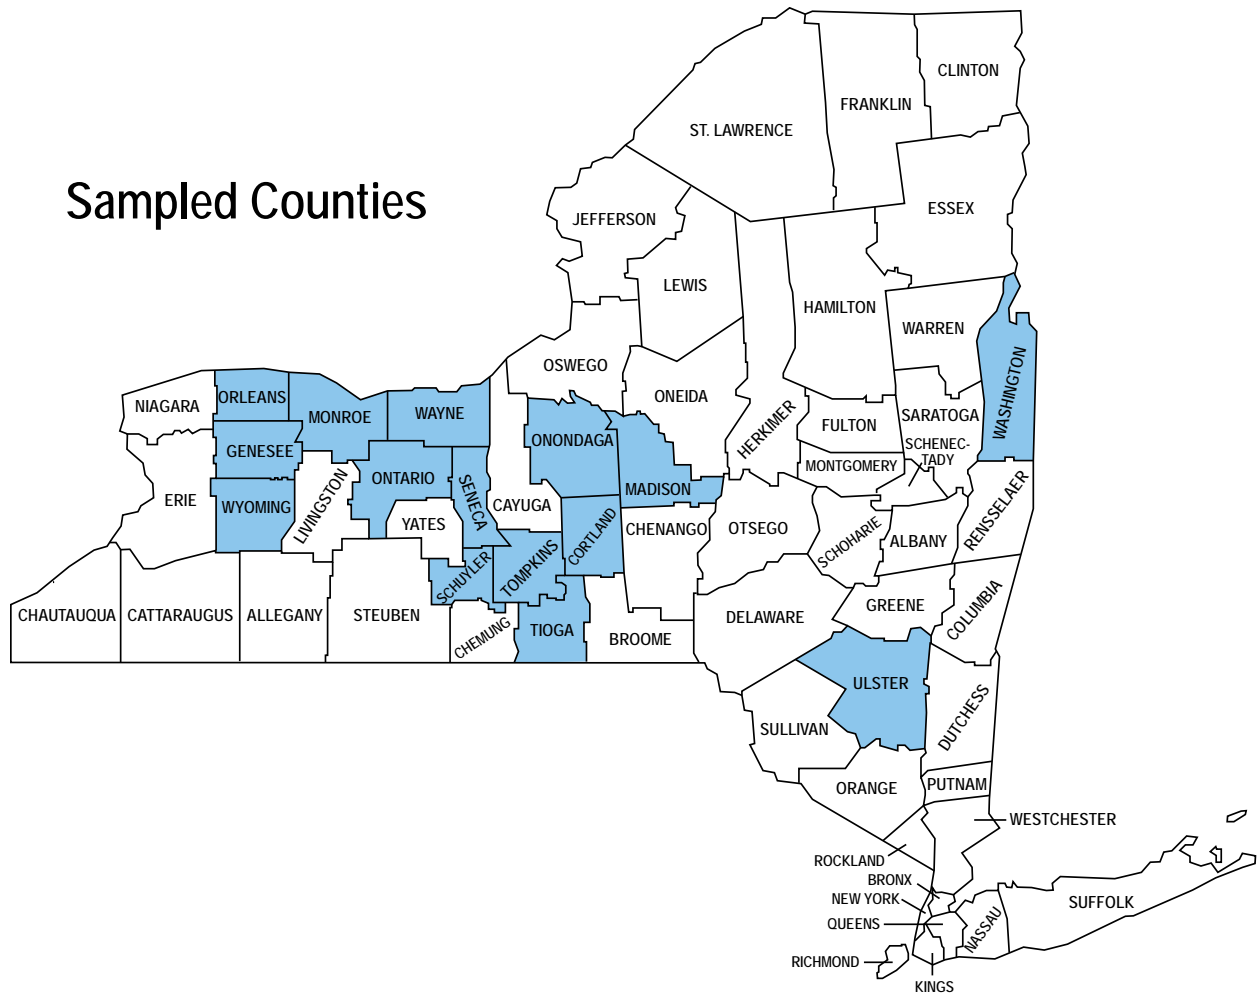 Sampled Counties
CLINTON
FRANKLIN
ST. LAWRENCE
ESSEX
JEFFERSON
LEWIS
HAMILTON
WARREN
WASHINGTON
OSWEGO
ONEIDA
HERKIMER
NIAGARA
ORLEANS
MONROE
WAYNE
ONONDAGA
FULTON
SARATOGA
SCHENEC-
TADY
GENESEE
MONTGOMERY
ERIE
WYOMING
LIVINGSTON
ONTARIO
SENECA
CAYUGA
MADISON
YATES
CORTLAND
CHENANGO
OTSEGO
SCHOHARIE
ALBANY
RENSSELAER
SCHUYLER
TOMPKINS
CHAUTAUQUA
CATTARAUGUS
ALLEGANY
STEUBEN
CHEMUNG
TIOGA
BROOME
DELAWARE
GREENE
COLUMBIA
ULSTER
SULLIVAN
DUTCHESS
ORANGE
PUTNAM
WESTCHESTER
ROCKLAND
BRONX
NEW YORK
QUEENS
NASSAU
SUFFOLK
RICHMOND
KINGS